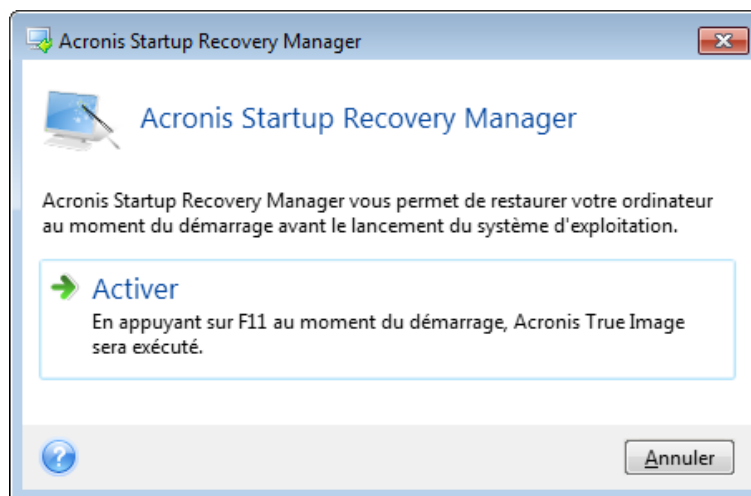 Acronis Startup Recovery Manager
Acronis Startup Recovery Manager
Acronis Startup Recovery Manager vous permet de restaurer votre ordinateur
au moment du démarrage avant le lancement du système d'exploitation.
Activer
En appuyant sur F11 au moment du démarrage, Acronis True Image
sera exécuté.
?
Annuler